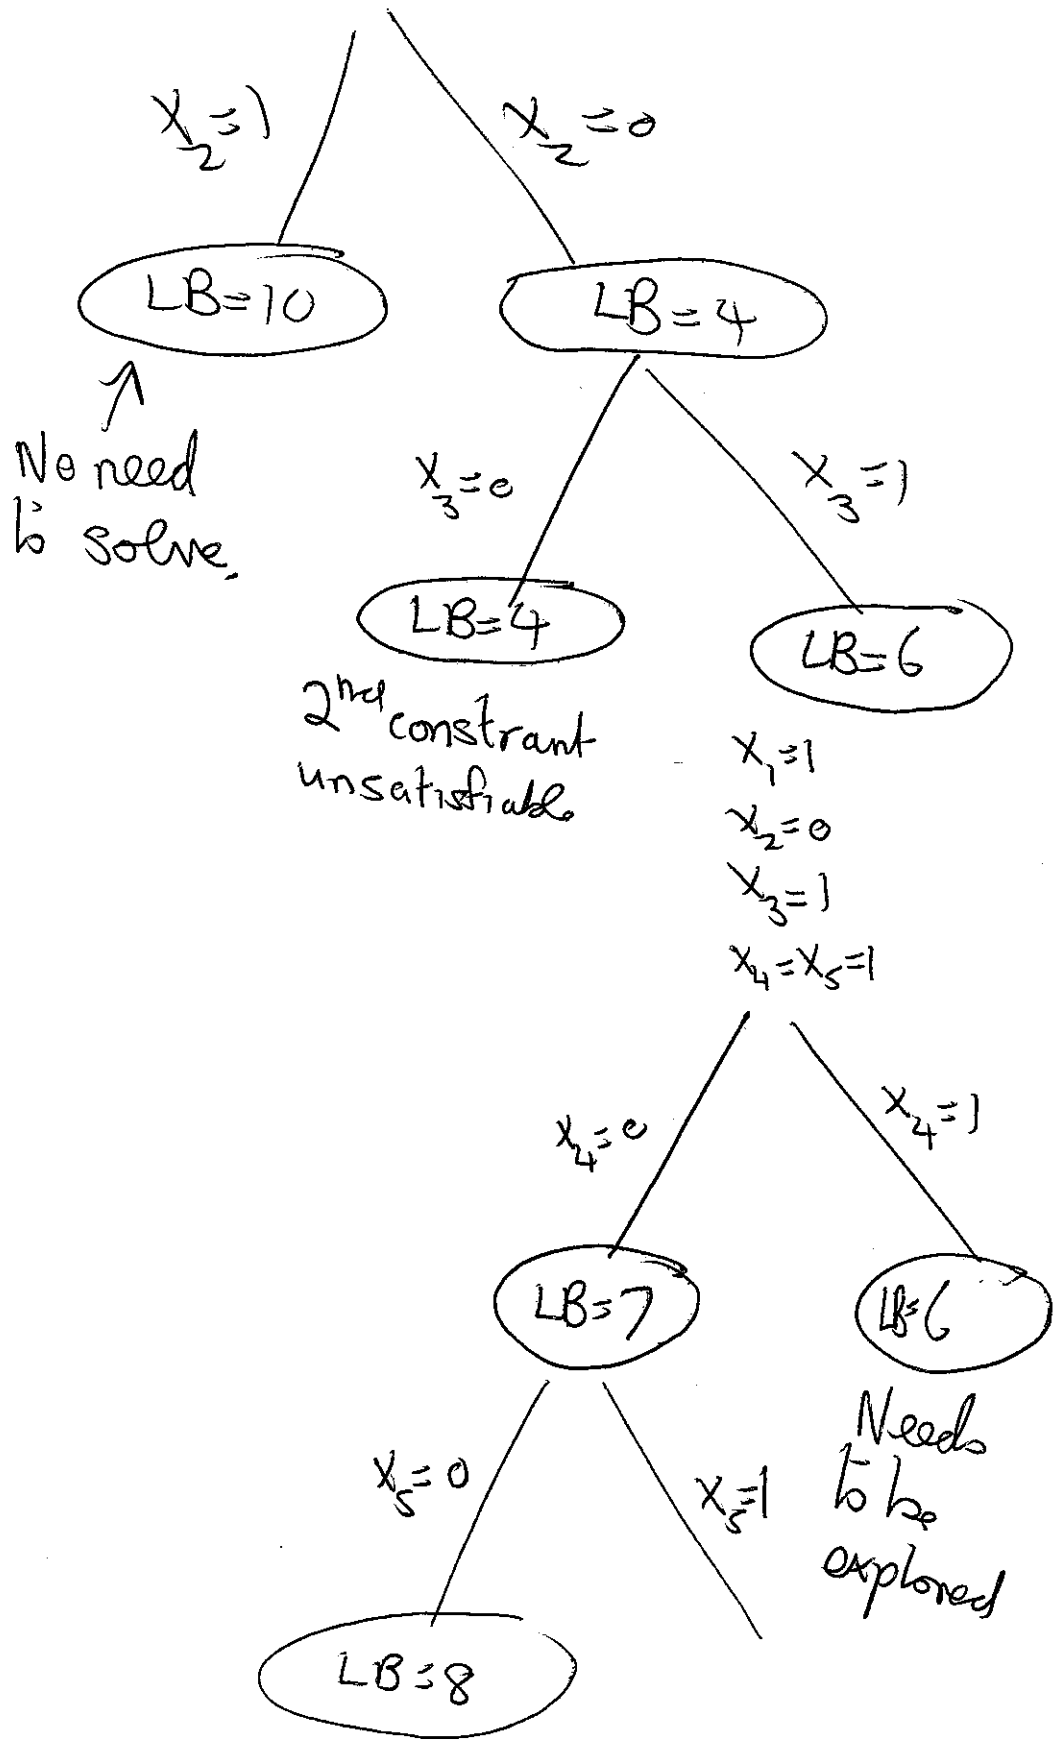 X₂=1
X₂=0
LB=10
LB=4
No need
to solve.
X₃=0
X₃=1
LB=4
LB=6
2nd constrant
unsatisfiable
X₁=1
X₂=0
X₃=1
X₄=X₅=1
X₄=0
X₄=1
LB=7
LB=6
Needs
to be
explored
X₅=0
X₅=1
LB=8